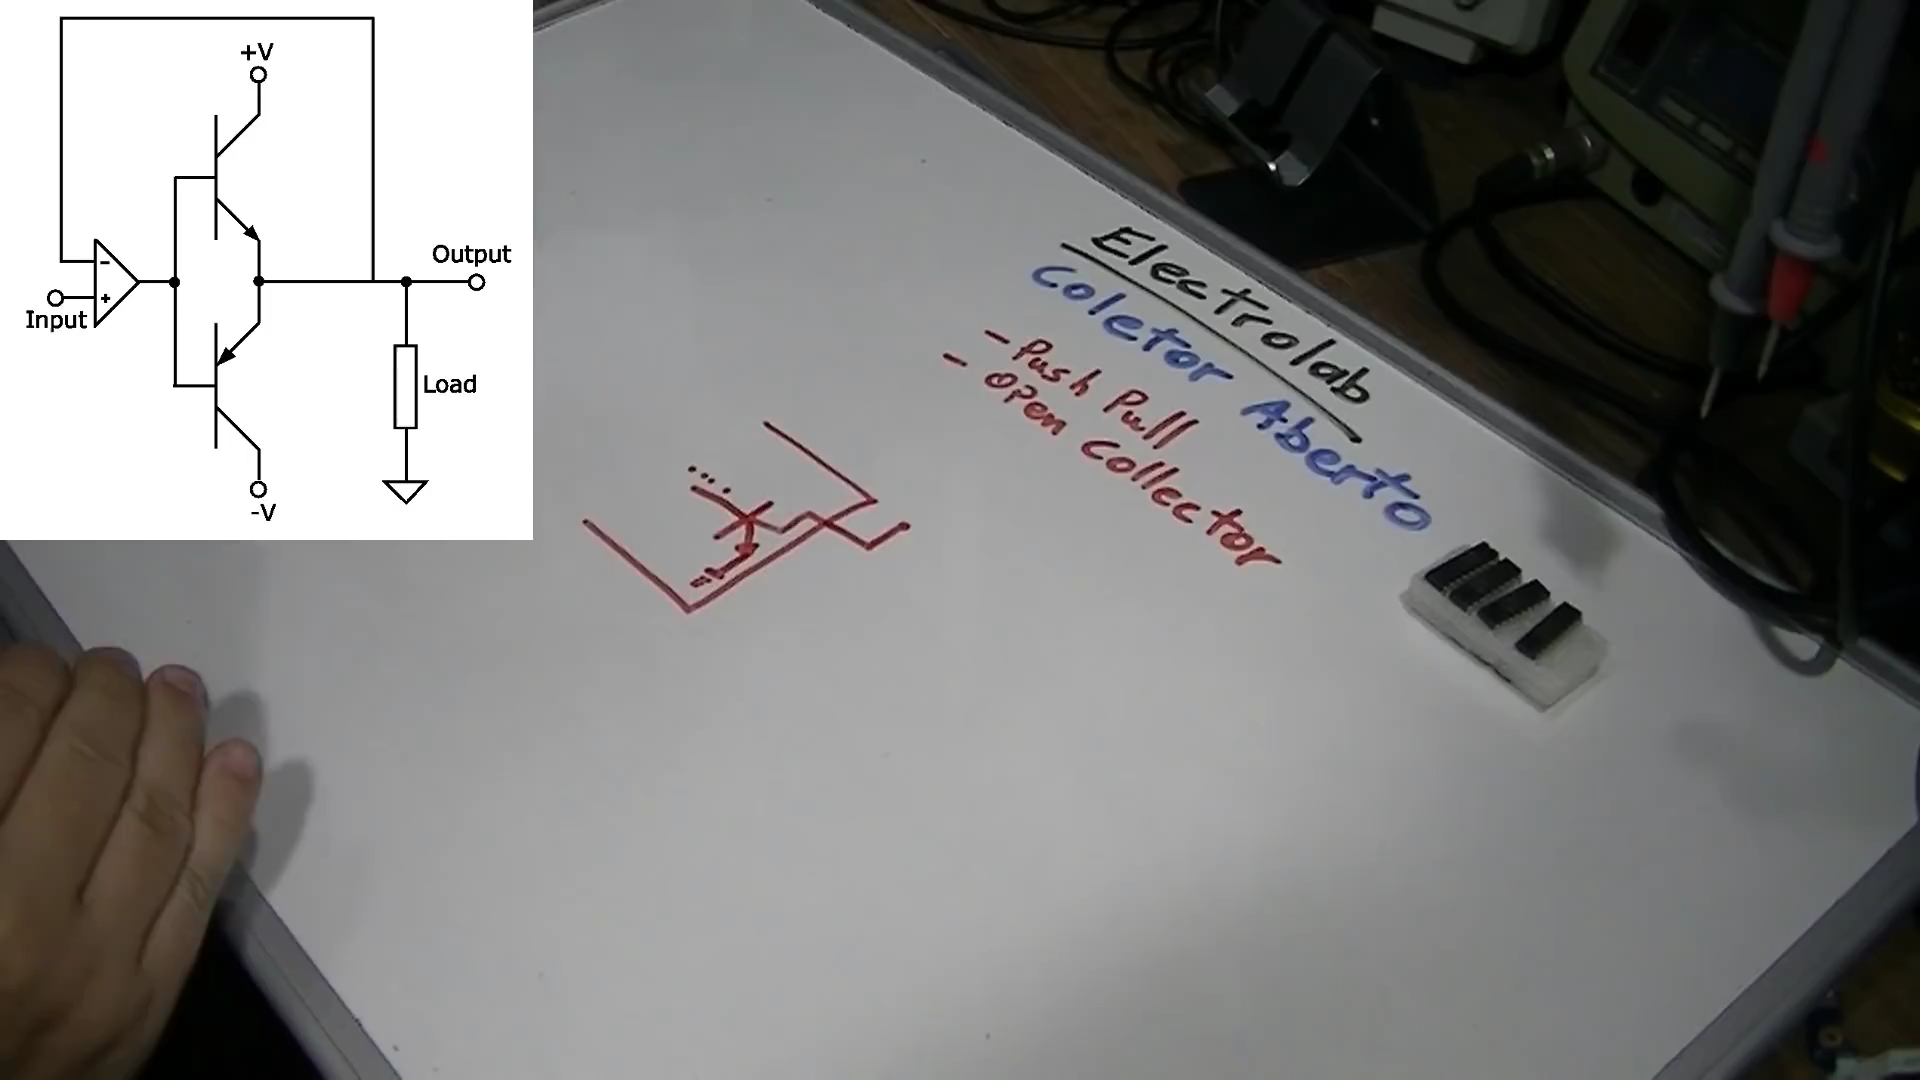 +V
-
+
Input
Output
Load
-V
Electrolab
Coletor Aberto
- Push Pull
- Open Collector